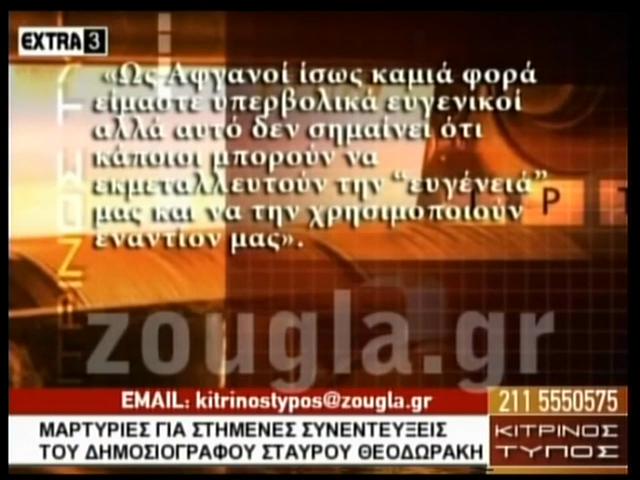 EXTRA 3
«Ως Αφγανοί ίσως καμιά φορά
είμαστε υπερβολικά ευγενικοί
αλλά αυτό δεν σημαίνει ότι
κάποιοι μπορούν να
εκμεταλλευτούν την “ευγένειά”
μας και να την χρησιμοποιούν
εναντίον μας».
zougla.gr
EMAIL: kitrinostypos@zougla.gr
211 5550575
ΜΑΡΤΥΡΙΕΣ ΓΙΑ ΣΤΗΜΕΝΕΣ ΣΥΝΕΝΤΕΥΞΕΙΣ
ΤΟΥ ΔΗΜΟΣΙΟΓΡΑΦΟΥ ΣΤΑΥΡΟΥ ΘΕΟΔΩΡΑΚΗ
ΚΙΤΡΙΝΟΣ
ΤΥΠΟΣ